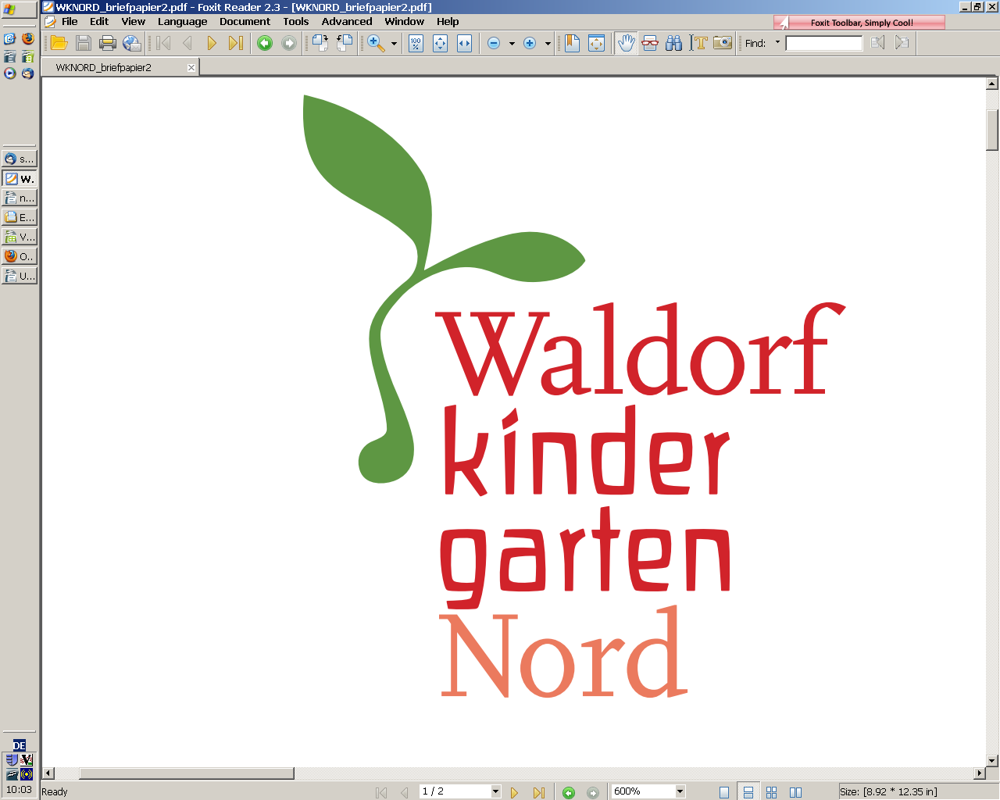 WKNORD_briefpapier2.pdf - Foxit Reader 2.3 - [WKNORD_briefpapier2.pdf]
File Edit View Language Document Tools Advanced Window Help
Foxit Toolbar, Simply Cool!
Find:
WKNORD_briefpapier2
s...
W.
n...
E...
V...
O..
U...
Waldorf
kinder
garten
Nord
DE
10:03
Ready
1 / 2
600%
Size: [8.92 * 12.35 in]